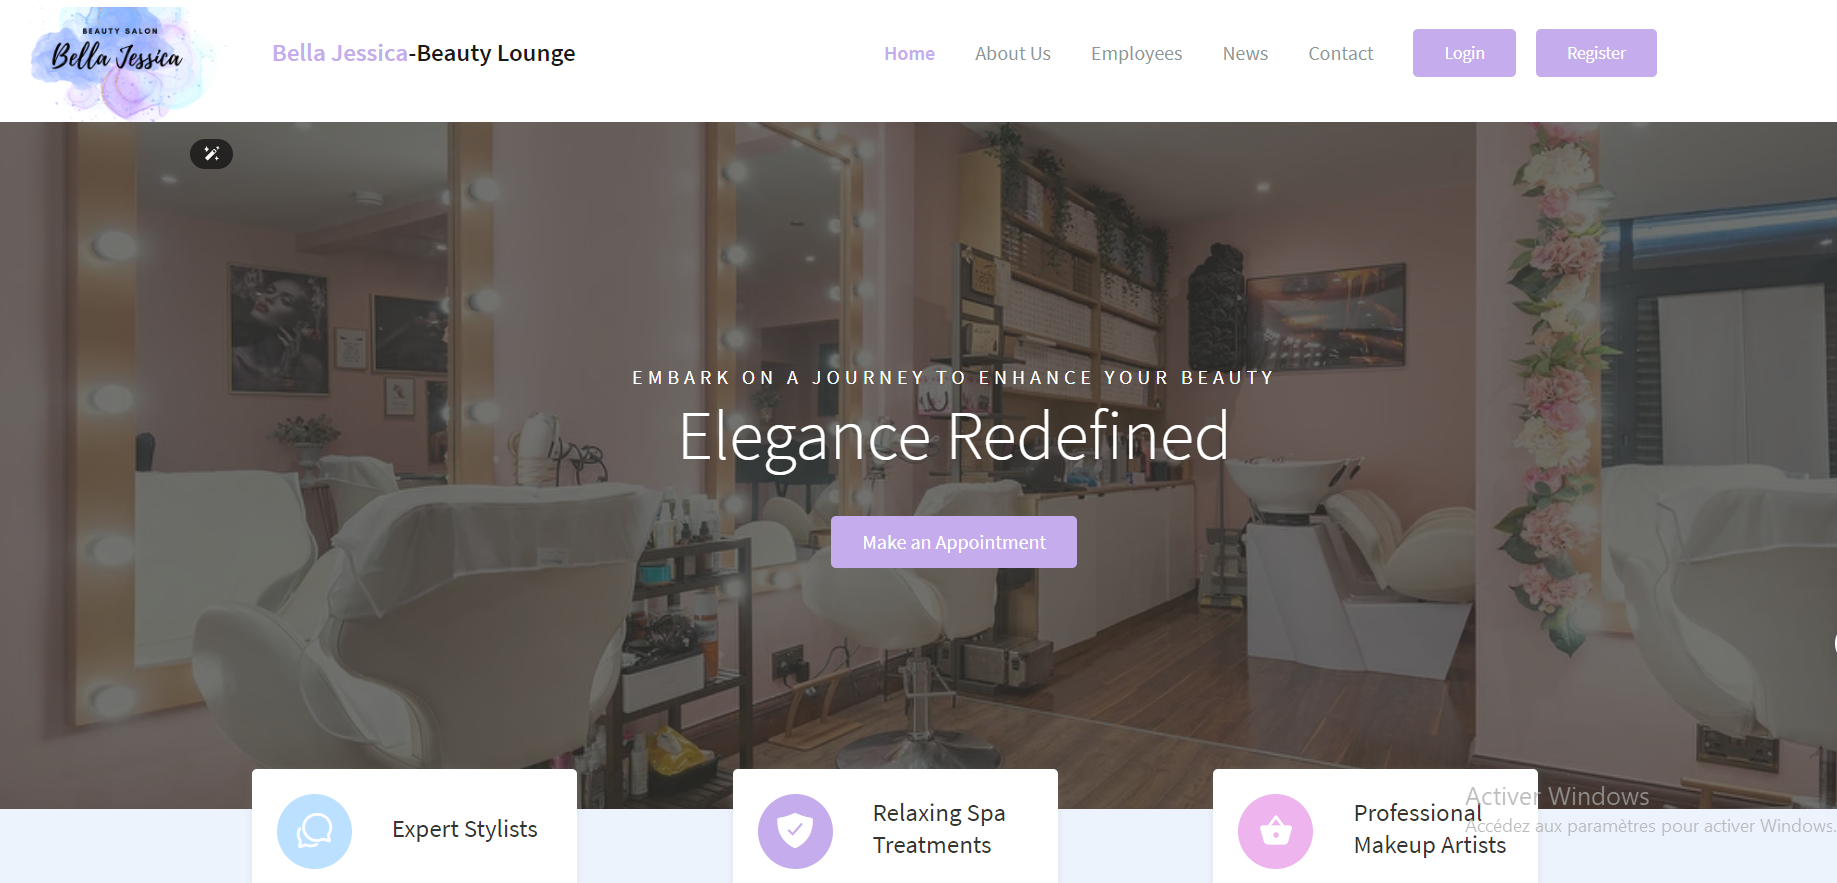 BEAUTY SALON
Bella Jessica
Bella Jessica-Beauty Lounge
Home
About Us
Employees
News
Contact
Login
Register
EMBARK ON A JOURNEY TO ENHANCE YOUR BEAUTY
Elegance Redefined
Make an Appointment
Expert Stylists
Relaxing Spa
Treatments
Professional
Makeup Artists
Activer Windows
Accédez aux paramètres pour activer Windows.